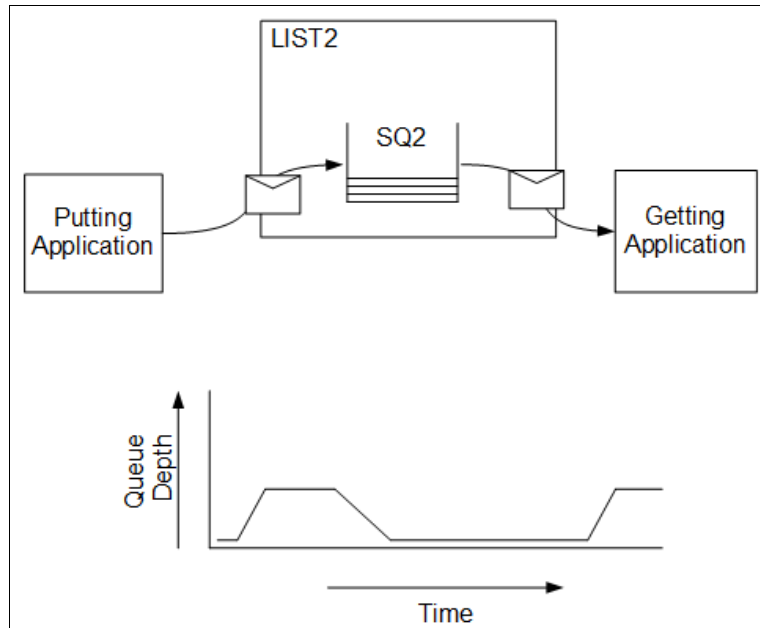 LIST2
SQ2
Putting
Application
Getting
Application
Queue
Depth
Time